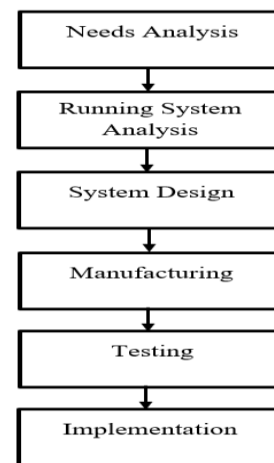 Needs Analysis
Running System
Analysis
System Design
Manufacturing
Testing
Implementation